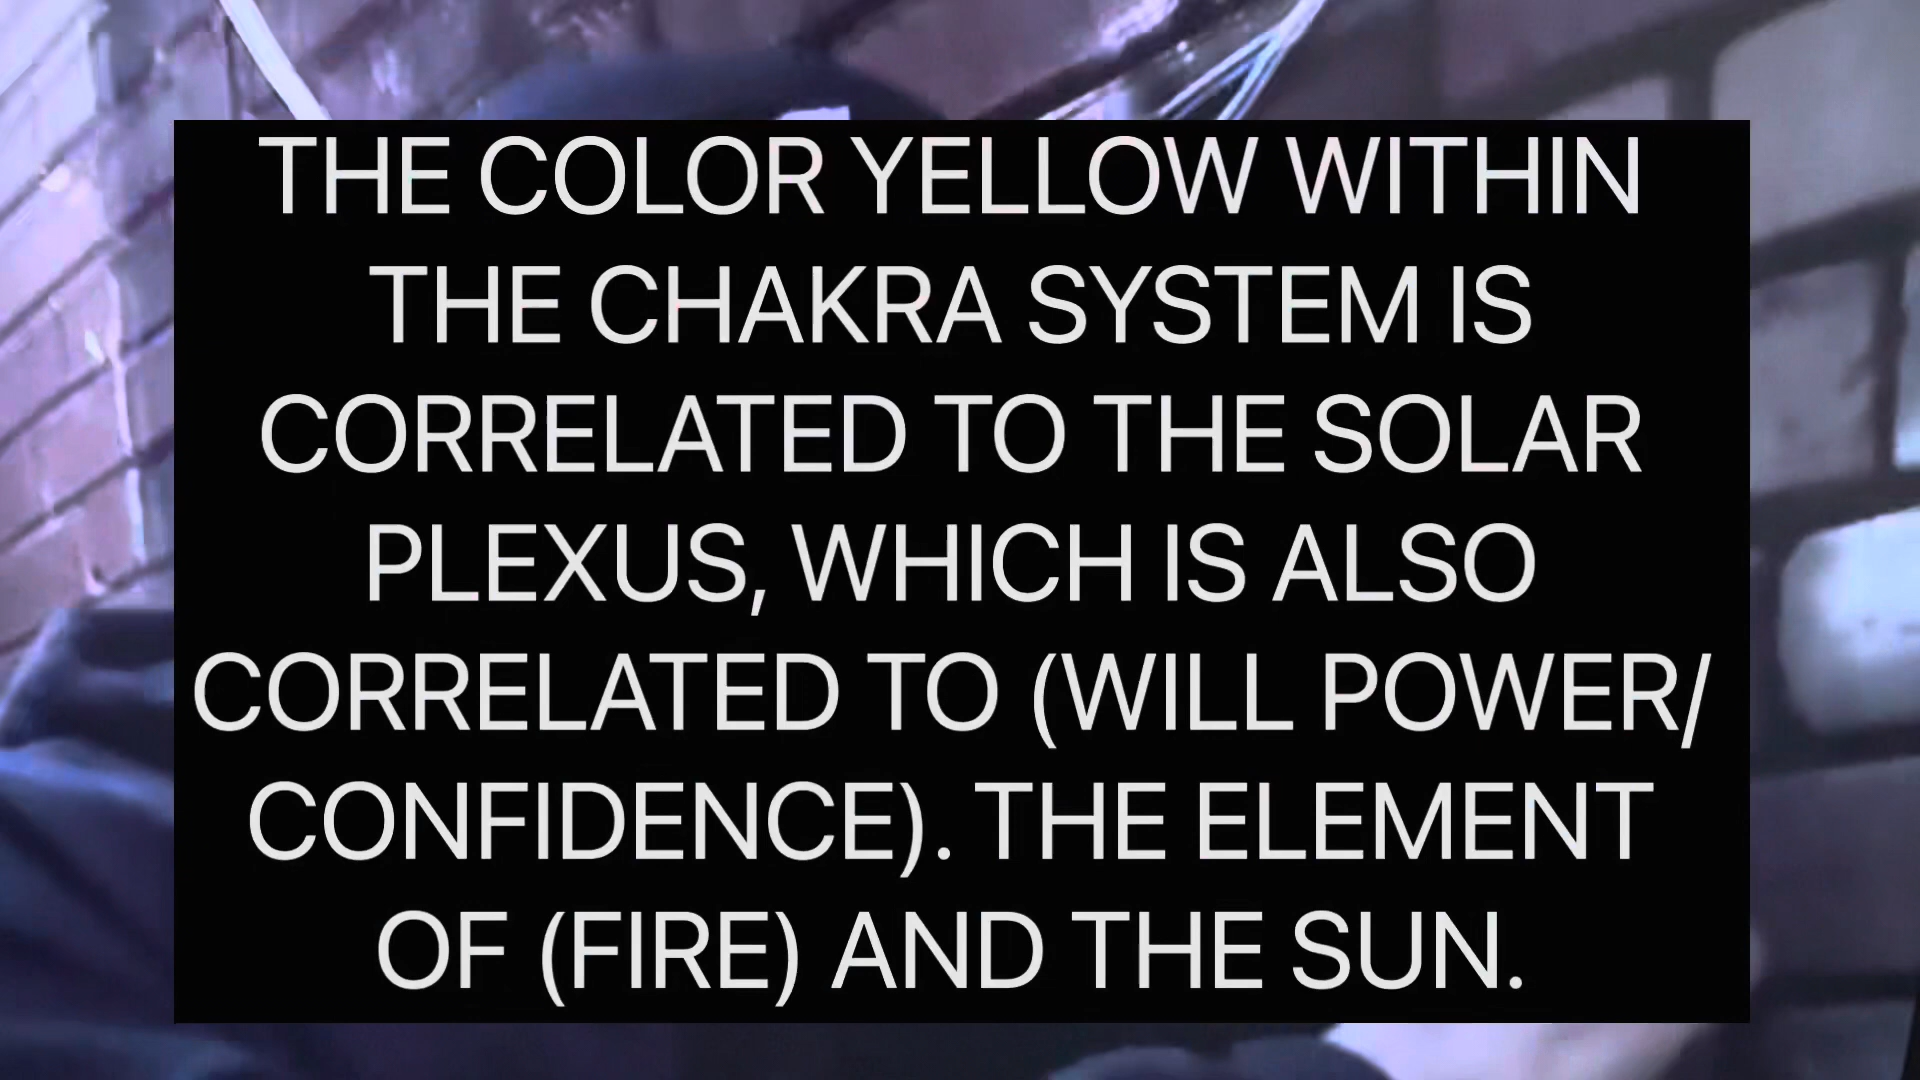 THE COLOR YELLOW WITHIN
THE CHAKRA SYSTEM IS
CORRELATED TO THE SOLAR
PLEXUS, WHICH IS ALSO
CORRELATED TO (WILL POWER/
CONFIDENCE). THE ELEMENT
OF (FIRE) AND THE SUN.